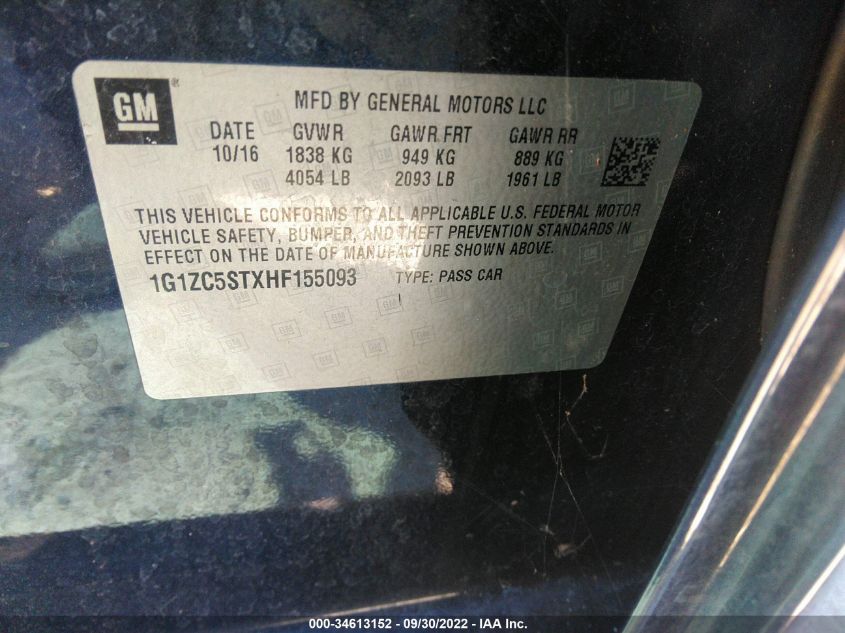 GM ®
MFD BY GENERAL MOTORS LLC
DATE GVWR GAWR FRT GAWR RR
10/16 1838 KG 949 KG 889 KG
4054 LB 2093 LB 1961 LB
THIS VEHICLE CONFORMS TO ALL APPLICABLE U.S. FEDERAL MOTOR
VEHICLE SAFETY, BUMPER, AND THEFT PREVENTION STANDARDS IN
EFFECT ON THE DATE OF MANUFACTURE SHOWN ABOVE.
1G1ZC5STXHF155093 TYPE: PASS CAR
000-34613152 - 09/30/2022 - IAA Inc.